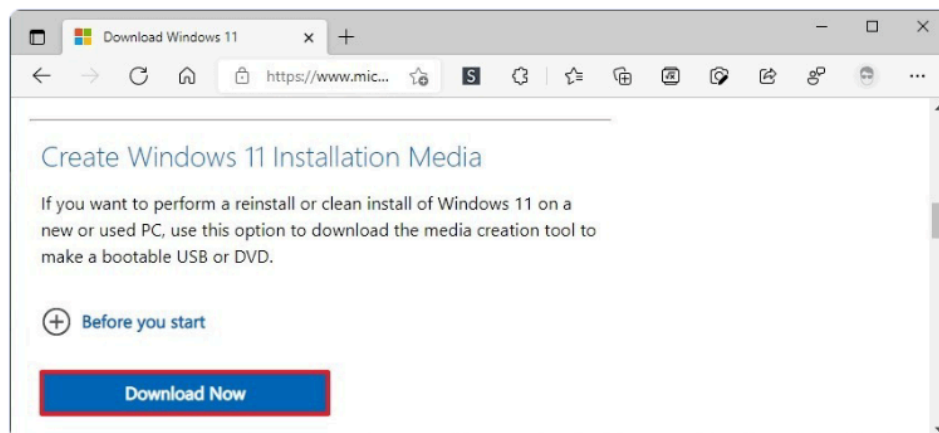 Download Windows 11
https://www.mic...
S
Create Windows 11 Installation Media
If you want to perform a reinstall or clean install of Windows 11 on a
new or used PC, use this option to download the media creation tool to
make a bootable USB or DVD.
Before you start
Download Now